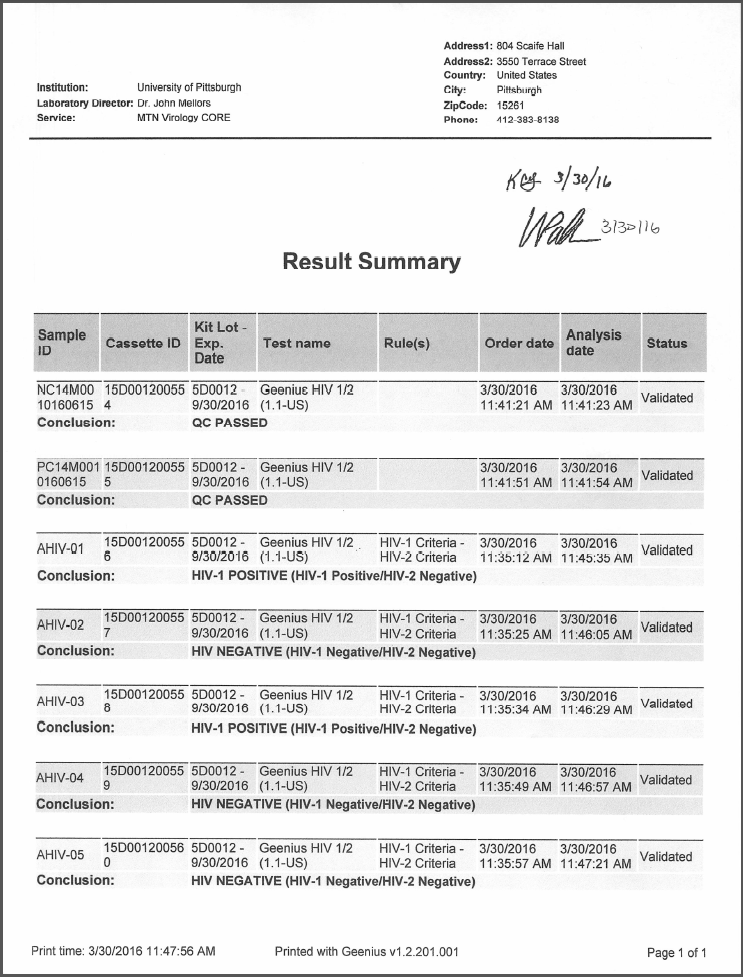 Address1: 804 Scaife Hall
Address2: 3550 Terrace Street
Country: United States
City: Pittsburgh
ZipCode: 15261
Phone: 412-383-8138
Institution: University of Pittsburgh
Laboratory Director: Dr. John Mellors
Service: MTN Virology CORE
3/30/16
3/30/16
Result Summary
Sample ID Cassette ID Kit Lot - Exp. Date Test name Rule(s) Order date Analysis date Status
NC14M00 15D00120055 5D0012 - Geenius HIV 1/2 3/30/2016 3/30/2016 Validated
10160615 4 9/30/2016 (1.1-US) 11:41:21 AM 11:41:23 AM
Conclusion: QC PASSED
PC14M001 15D00120055 5D0012 - Geenius HIV 1/2 3/30/2016 3/30/2016 Validated
0160615 5 9/30/2016 (1.1-US) 11:41:51 AM 11:41:54 AM
Conclusion: QC PASSED
AHIV-01 15D00120055 5D0012 - Geenius HIV 1/2 HIV-1 Criteria - 3/30/2016 3/30/2016 Validated
6 9/30/2016 (1.1-US) HIV-2 Criteria 11:35:12 AM 11:45:35 AM
Conclusion: HIV-1 POSITIVE (HIV-1 Positive/HIV-2 Negative)
AHIV-02 15D00120055 5D0012 - Geenius HIV 1/2 HIV-1 Criteria - 3/30/2016 3/30/2016 Validated
7 9/30/2016 (1.1-US) HIV-2 Criteria 11:35:25 AM 11:46:05 AM
Conclusion: HIV NEGATIVE (HIV-1 Negative/HIV-2 Negative)
AHIV-03 15D00120055 5D0012 - Geenius HIV 1/2 HIV-1 Criteria - 3/30/2016 3/30/2016 Validated
8 9/30/2016 (1.1-US) HIV-2 Criteria 11:35:34 AM 11:46:29 AM
Conclusion: HIV-1 POSITIVE (HIV-1 Positive/HIV-2 Negative)
AHIV-04 15D00120055 5D0012 - Geenius HIV 1/2 HIV-1 Criteria - 3/30/2016 3/30/2016 Validated
9 9/30/2016 (1.1-US) HIV-2 Criteria 11:35:49 AM 11:46:57 AM
Conclusion: HIV NEGATIVE (HIV-1 Negative/HIV-2 Negative)
AHIV-05 15D00120056 5D0012 - Geenius HIV 1/2 HIV-1 Criteria - 3/30/2016 3/30/2016 Validated
0 9/30/2016 (1.1-US) HIV-2 Criteria 11:35:57 AM 11:47:21 AM
Conclusion: HIV NEGATIVE (HIV-1 Negative/HIV-2 Negative)
Print time: 3/30/2016 11:47:56 AM Printed with Geenius v1.2.201.001 Page 1 of 1